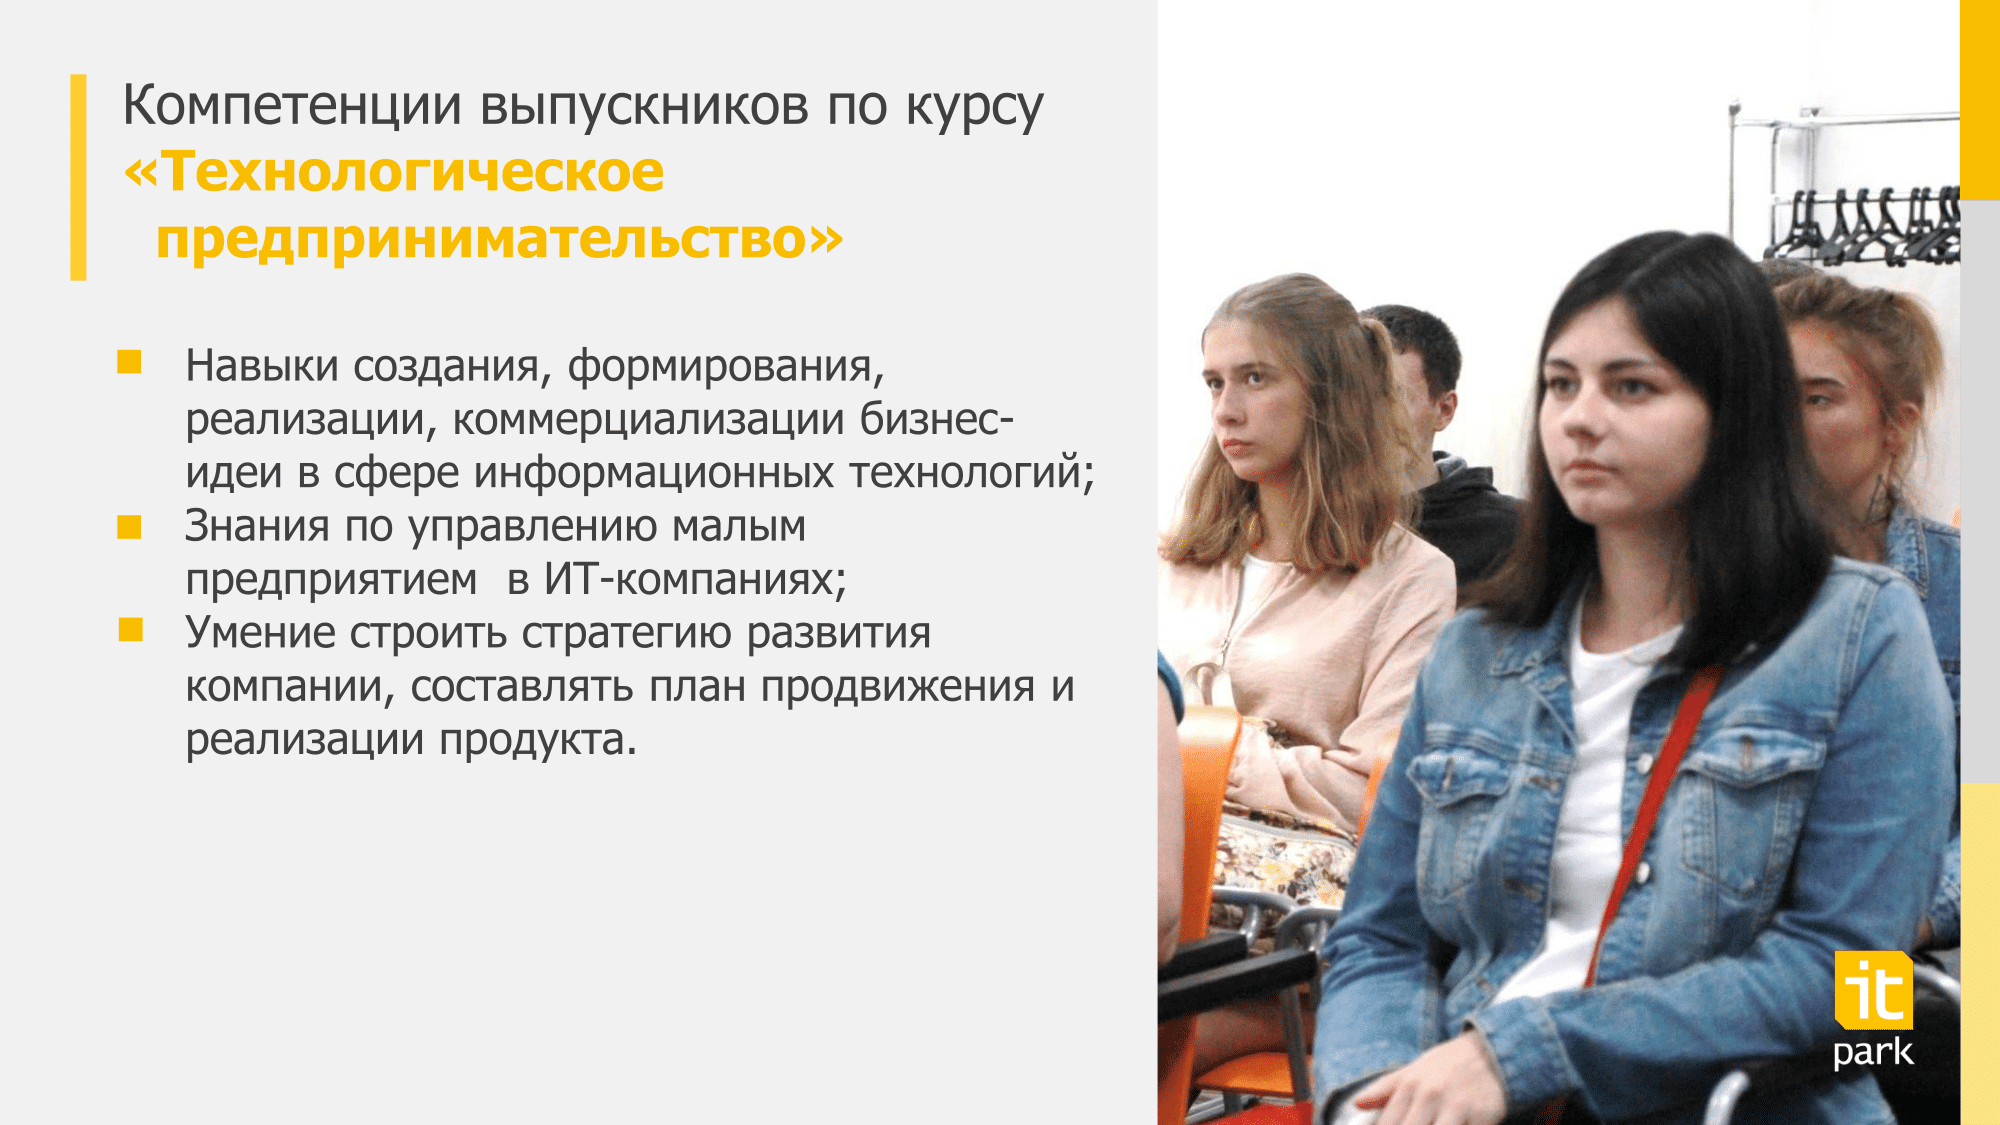 Компетенции выпускников по курсу
«Технологическое
предпринимательство»
Навыки создания, формирования,
реализации, коммерциализации бизнес-
идеи в сфере информационных технологий;
Знания по управлению малым
предприятием  в ИТ-компаниях;
Умение строить стратегию развития
компании, составлять план продвижения и
реализации продукта.
it
park